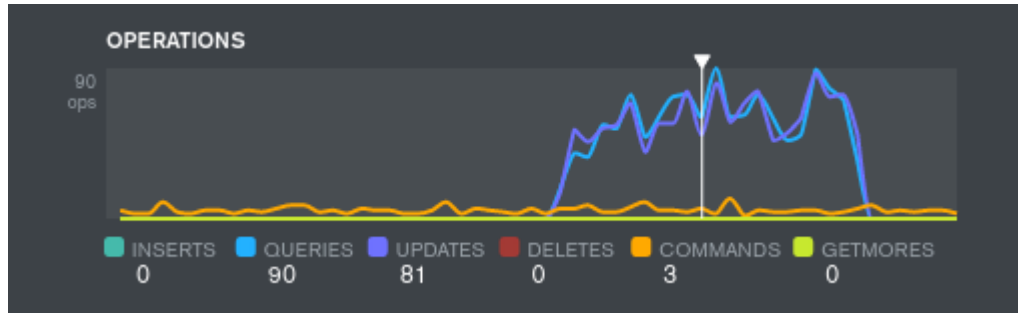 OPERATIONS
90
ops
INSERTS QUERIES UPDATES DELETES COMMANDS GETMORES
0 90 81 0 3 0